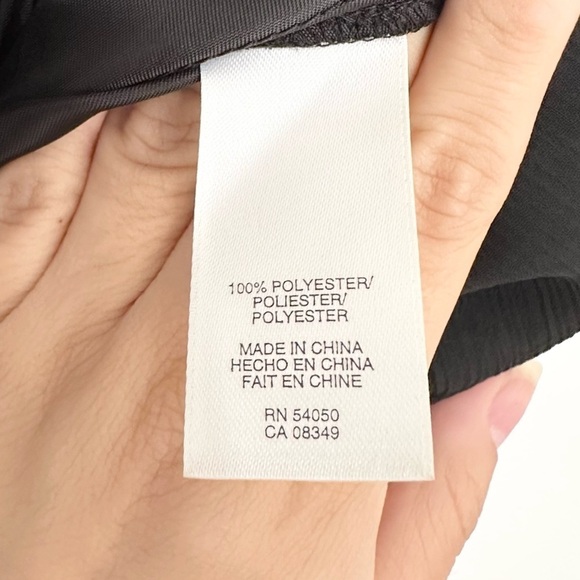 100% POLYESTER/
POLIESTER/
POLYESTER
MADE IN CHINA
HECHO EN CHINA
FAIT EN CHINE
RN 54050
CA 08349